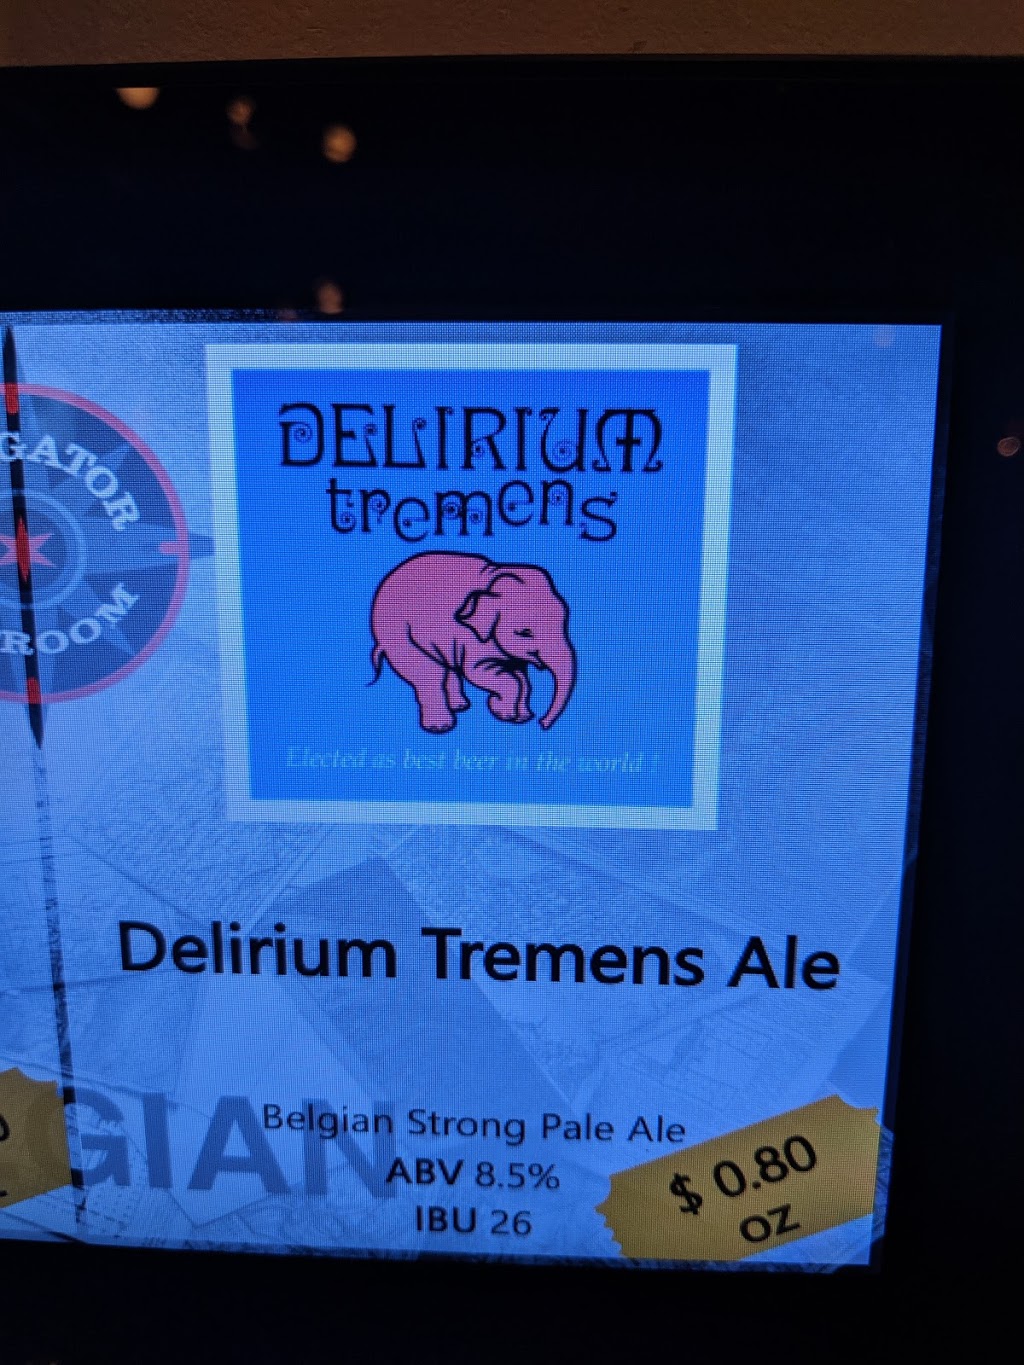 DELIRIUM
tremens
Elected as best beer in the world !
GATOR
ROOM
Delirium Tremens Ale
GIAN
Belgian Strong Pale Ale
ABV 8.5%
IBU 26
$ 0.80
oz